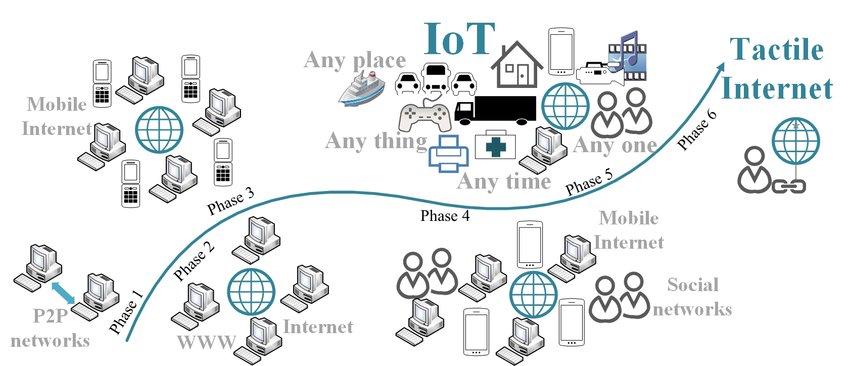 P2P
networks
Phase 1
Phase 2
WWW
Internet
Phase 3
Mobile
Internet
Phase 4
Mobile
Internet
Social
networks
IoT
Any place
Any thing
Any time
Any one
Phase 5
Phase 6
Tactile
Internet